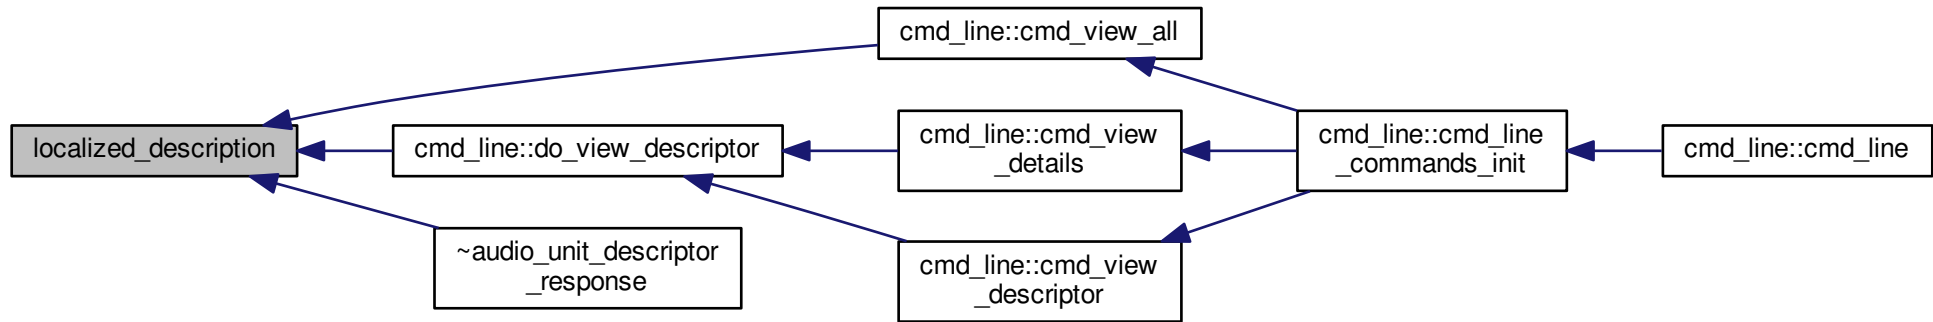 localized_description
cmd_line::cmd_view_all
cmd_line::do_view_descriptor
~audio_unit_descriptor
_response
cmd_line::cmd_view
_details
cmd_line::cmd_view
_descriptor
cmd_line::cmd_line
_commands_init
cmd_line::cmd_line